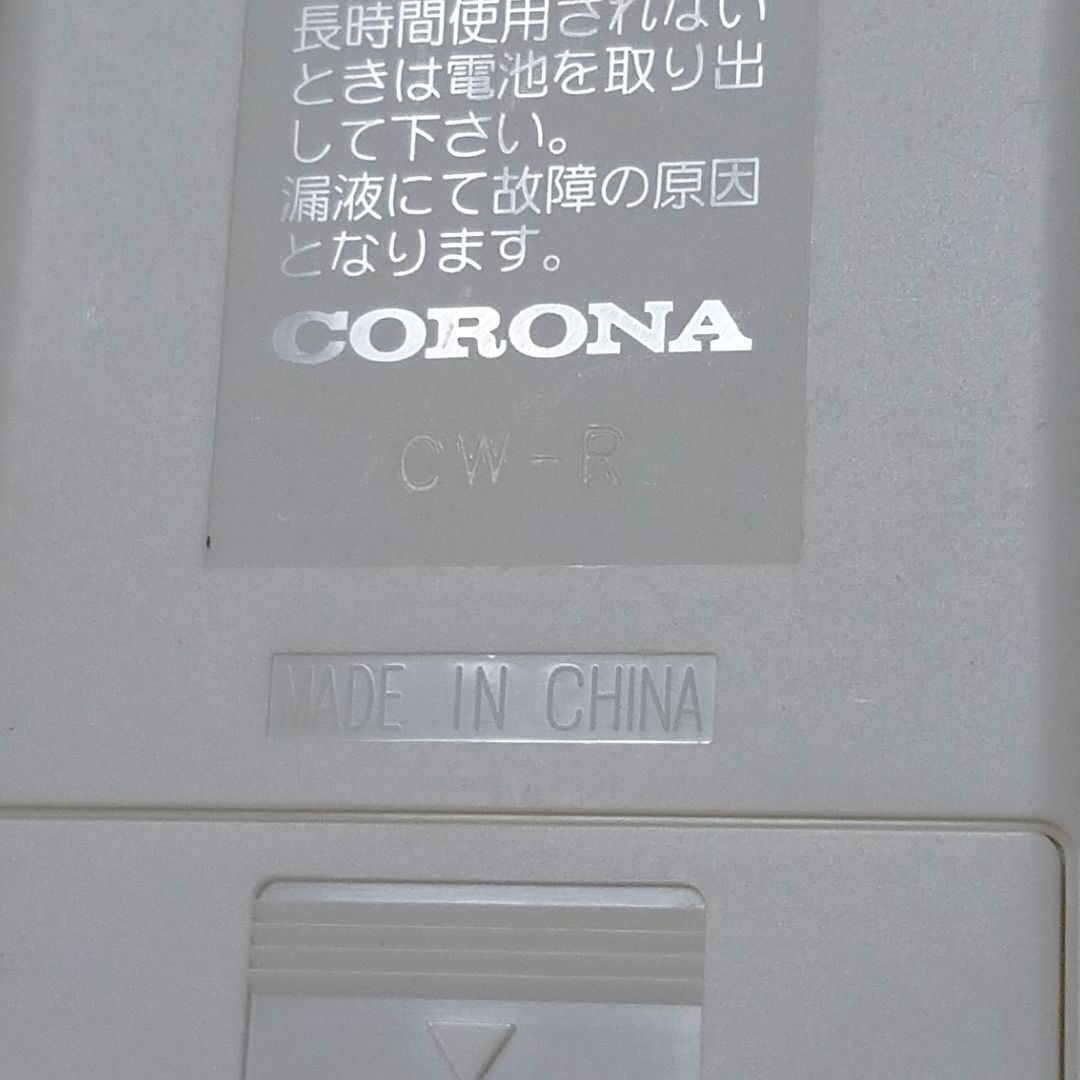 長時間使用されない
ときは電池を取り出
して下さい。
漏液にて故障の原因
となります。
CORONA
CW-R
MADE IN CHINA